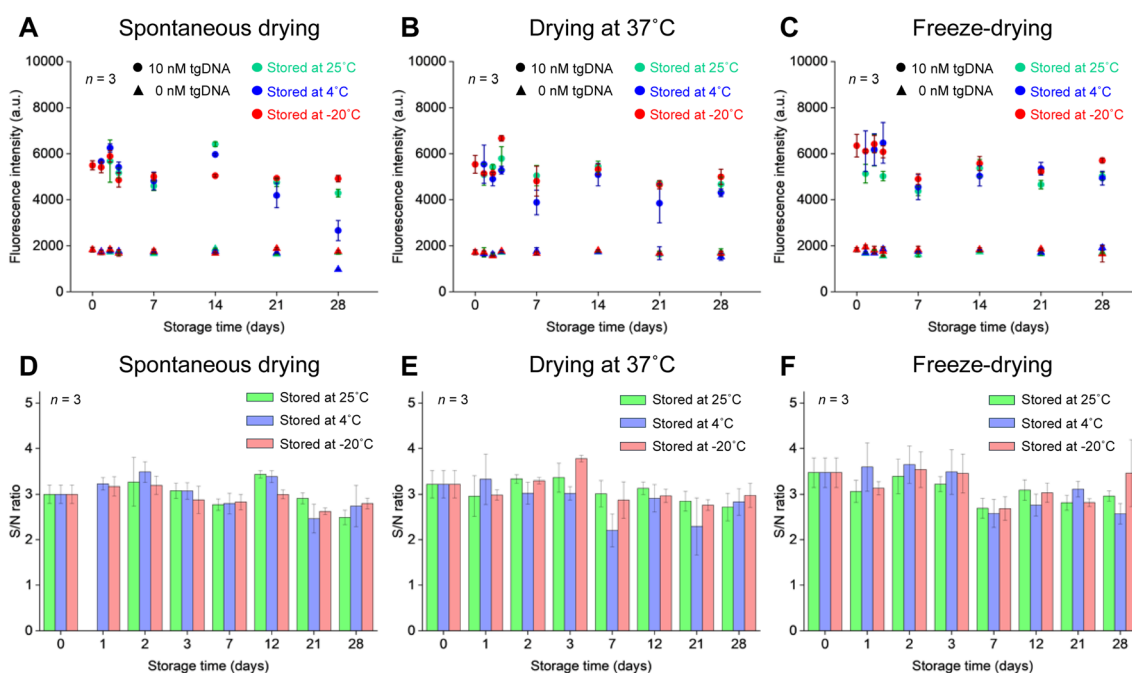 A Spontaneous drying
10000
8000
6000
4000
2000
0
Fluorescence intensity (a.u.)
n = 3
10 nM tgDNA
0 nM tgDNA
Stored at 25˚C
Stored at 4˚C
Stored at -20˚C
0 7 14 21 28
Storage time (days)
B Drying at 37˚C
10000
8000
6000
4000
2000
0
Fluorescence intensity (a.u.)
n = 3
10 nM tgDNA
0 nM tgDNA
Stored at 25˚C
Stored at 4˚C
Stored at -20˚C
0 7 14 21 28
Storage time (days)
C Freeze-drying
10000
8000
6000
4000
2000
0
Fluorescence intensity (a.u.)
n = 3
10 nM tgDNA
0 nM tgDNA
Stored at 25˚C
Stored at 4˚C
Stored at -20˚C
0 7 14 21 28
Storage time (days)
D Spontaneous drying
5
4
3
2
1
0
S/N ratio
n = 3
Stored at 25˚C
Stored at 4˚C
Stored at -20˚C
0 1 2 3 7 12 21 28
Storage time (days)
E Drying at 37˚C
5
4
3
2
1
0
S/N ratio
n = 3
Stored at 25˚C
Stored at 4˚C
Stored at -20˚C
0 1 2 3 7 12 21 28
Storage time (days)
F Freeze-drying
5
4
3
2
1
0
S/N ratio
n = 3
Stored at 25˚C
Stored at 4˚C
Stored at -20˚C
0 1 2 3 7 12 21 28
Storage time (days)